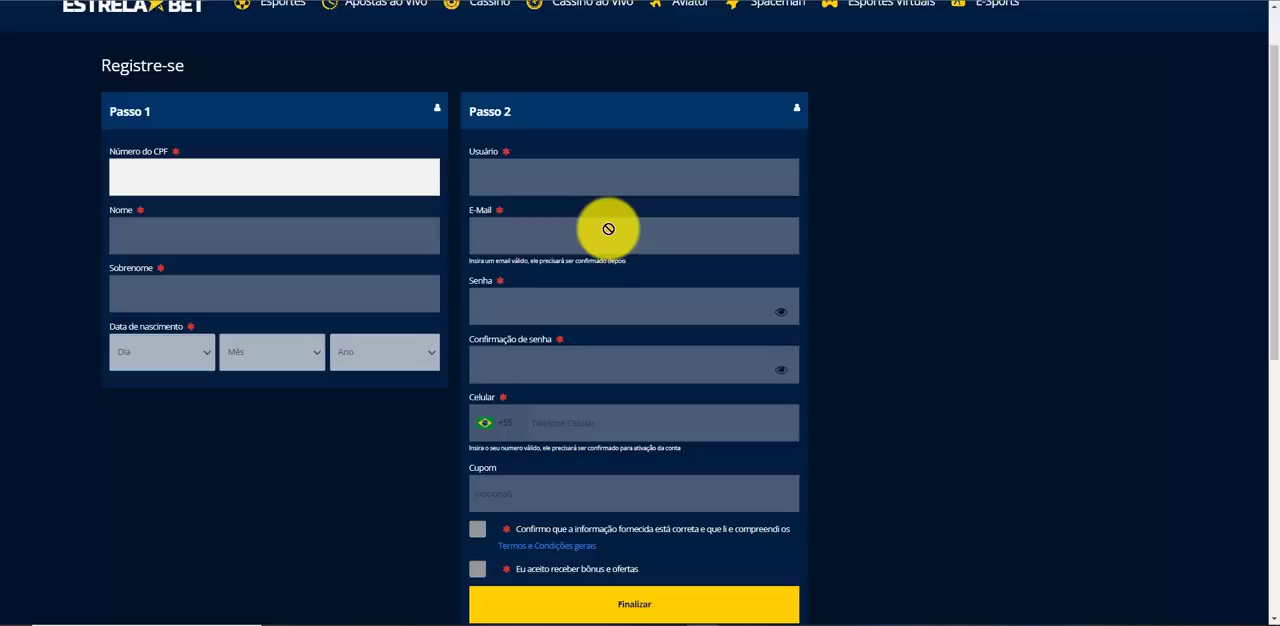 ESTRELA BET
Esportes
Apostas ao Vivo
Cassino
Cassino ao Vivo
Aviator
Spaceman
Esportes Virtuais
E-Sports
Registre-se
Passo 1
Número do CPF *
Nome *
Sobrenome *
Data de nascimento *
Dia
Mês
Ano
Passo 2
Usuário *
E-Mail *
Insira um email válido, ele precisará ser confirmado depois
Senha *
Confirmação de senha *
Celular *
+55 Telefone Celular
Insira o seu numero válido, ele precisará ser confirmado para ativação da conta
Cupom
(opcional)
* Confirmo que a informação fornecida está correta e que li e compreendi os
Termos e Condições gerais
* Eu aceito receber bônus e ofertas
Finalizar